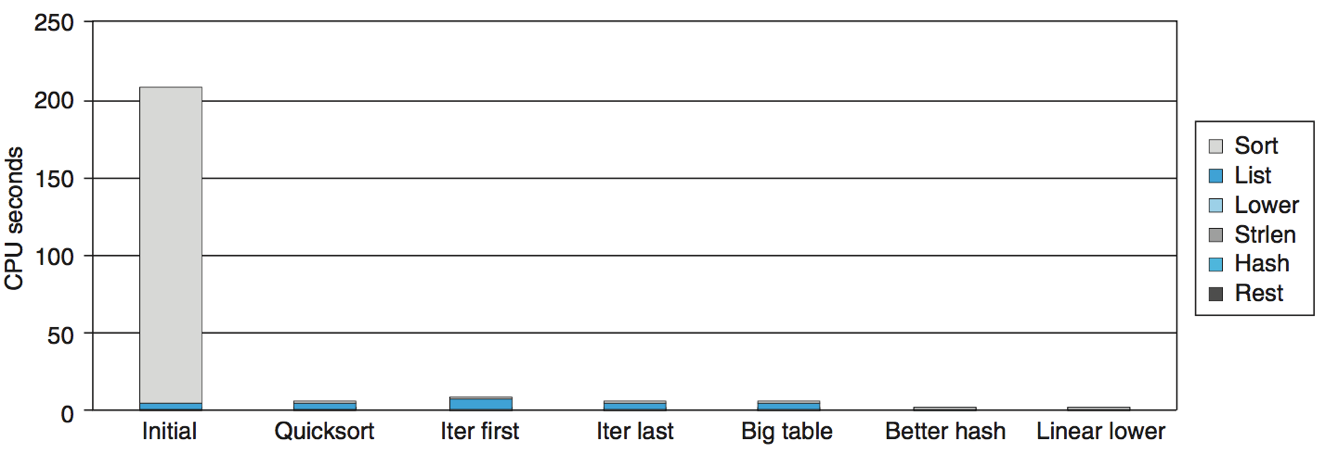 250
200
150
100
50
0
CPU seconds
Initial
Quicksort
Iter first
Iter last
Big table
Better hash
Linear lower
Sort
List
Lower
Strlen
Hash
Rest